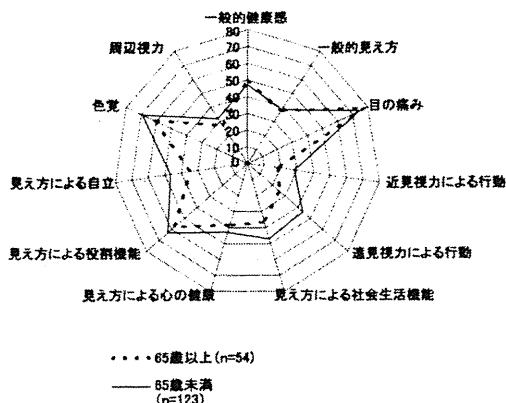 一般的健康感
80
70
60
50
40
30
20
10
0
一般的見え方
目の痛み
近見視力による行動
遠見視力による行動
見え方による社会生活機能
見え方による心の健康
見え方による役割機能
見え方による自立
色覚
周辺視力
65歳以上(n=54)
65歳未満
(n=123)